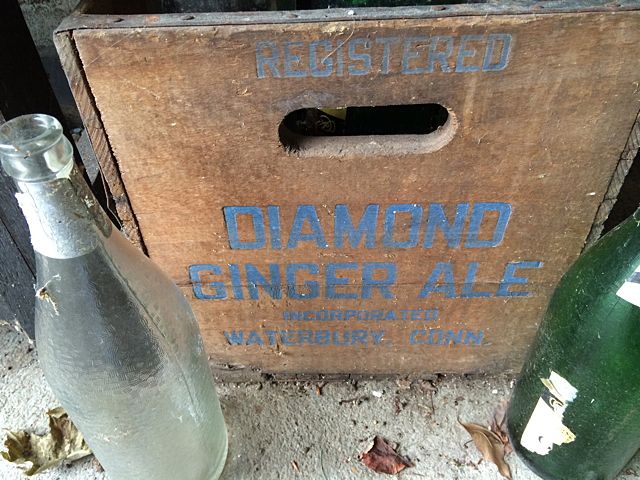 REGISTERED
DIAMOND
GINGER ALE
INCORPORATED
WATERBURY, CONN.